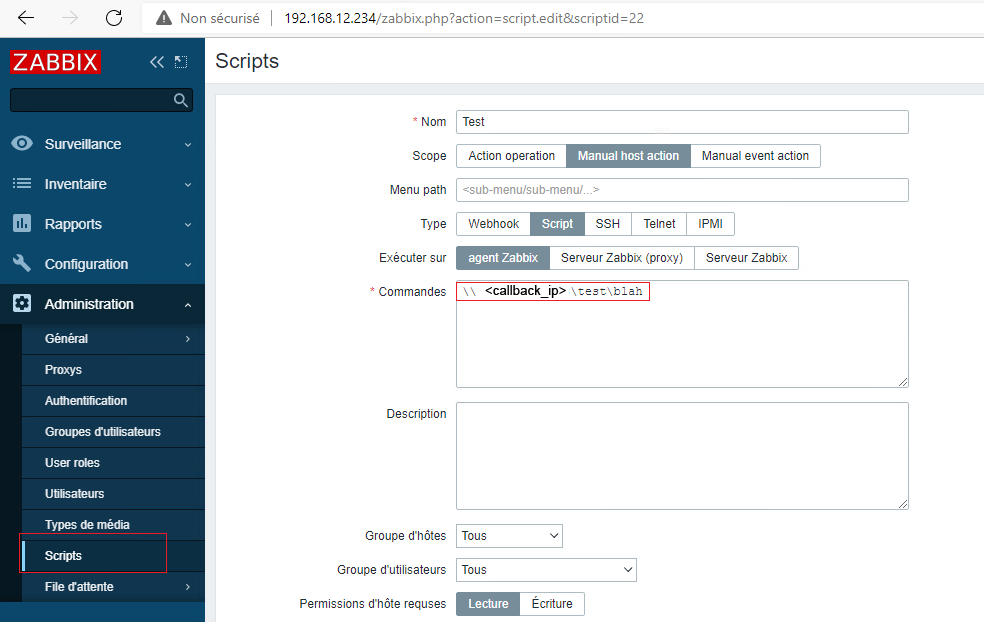 Non sécurisé 192.168.12.234/zabbix.php?action=script.edit&scriptid=22
ZABBIX
Surveillance
Inventaire
Rapports
Configuration
Administration
Général
Proxys
Authentification
Groupes d'utilisateurs
User roles
Utilisateurs
Types de média
Scripts
File d'attente
Scripts
* Nom Test
Scope Action operation Manual host action Manual event action
Menu path <sub-menu/sub-menu/...>
Type Webhook Script SSH Telnet IPMI
Exécuter sur agent Zabbix Serveur Zabbix (proxy) Serveur Zabbix
* Commandes \\ <callback_ip> \test\blah
Description
Groupe d'hôtes Tous
Groupe d'utilisateurs Tous
Permissions d'hôte requses Lecture Écriture